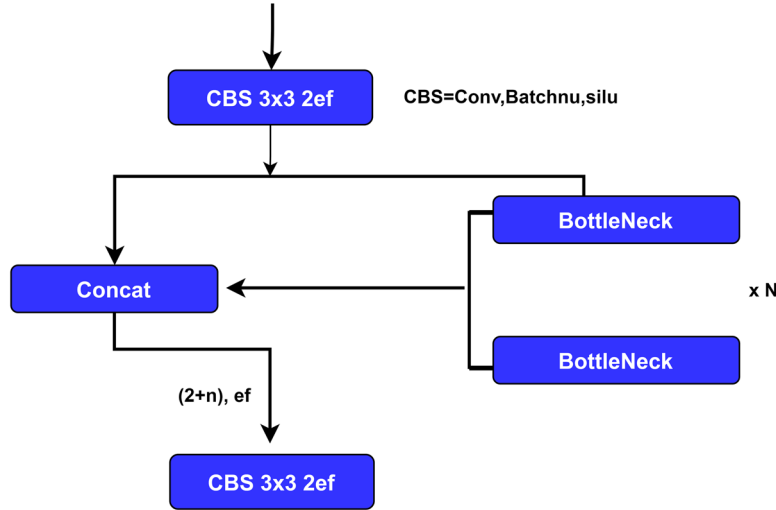 CBS 3x3 2ef
CBS=Conv,Batchnu,silu
BottleNeck
Concat
x N
BottleNeck
(2+n), ef
CBS 3x3 2ef